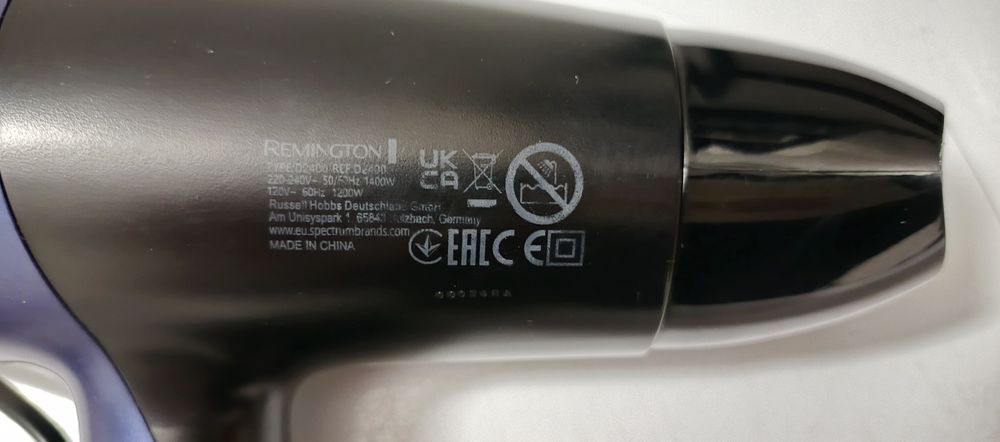 REMINGTON
TYPE D2400 REF D2400
220-240V~ 50/60Hz 1400W
120V~ 60Hz 1200W
Russell Hobbs Deutschland GmbH
Am Unisyspark 1, 65843 Sulzbach, Germany
www.eu.spectrumbrands.com
MADE IN CHINA
UK
CA
EAC CE